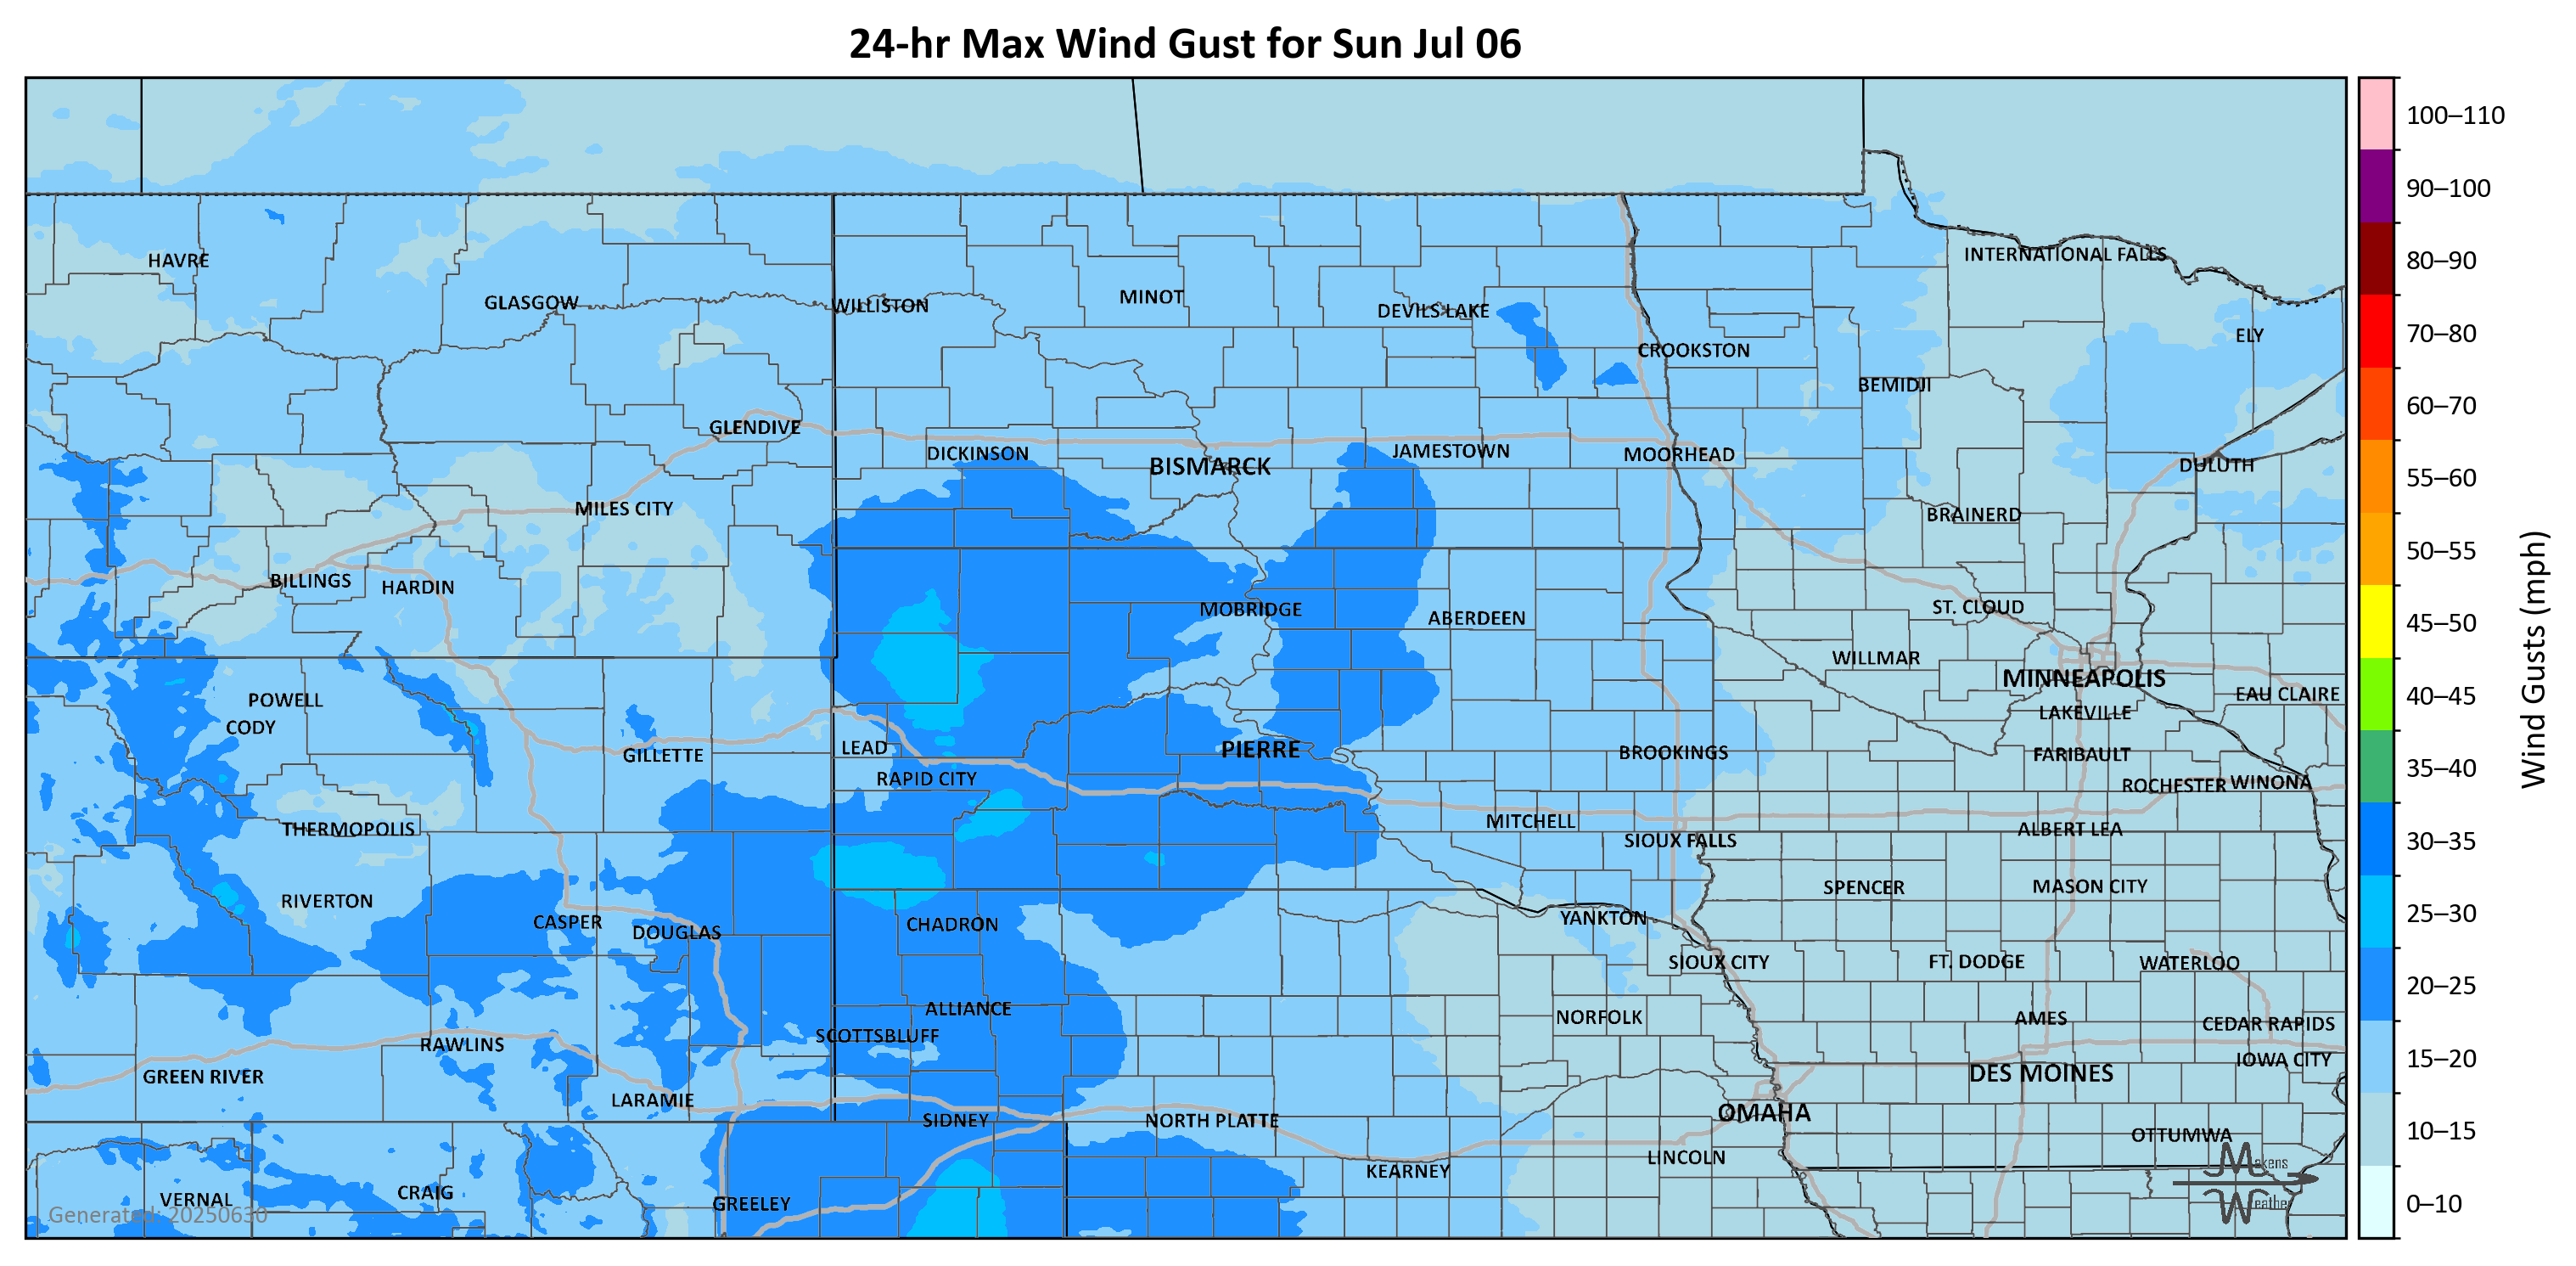 24-hr Max Wind Gust for Sun Jul 06
100–110
90–100
80–90
70–80
60–70
55–60
50–55
45–50
40–45
35–40
30–35
25–30
20–25
15–20
10–15
0–10
Wind Gusts (mph)
INTERNATIONAL FALLS
HAVRE
MINOT
GLASGOW
WILLISTON
DEVILS LAKE
ELY
CROOKSTON
BEMIDJI
GLENDIVE
DICKINSON
BISMARCK
JAMESTOWN
MOORHEAD
DULUTH
MILES CITY
BRAINERD
BILLINGS
HARDIN
MOBRIDGE
ABERDEEN
ST. CLOUD
WILLMAR
MINNEAPOLIS
EAU CLAIRE
POWELL
LAKEVILLE
CODY
LEAD
PIERRE
BROOKINGS
GILLETTE
FARIBAULT
RAPID CITY
ROCHESTER
WINONA
MITCHELL
THERMOPOLIS
ALBERT LEA
SIOUX FALLS
SPENCER
MASON CITY
RIVERTON
CASPER
DOUGLAS
CHADRON
YANKTON
SIOUX CITY
FT. DODGE
WATERLOO
ALLIANCE
NORFOLK
AMES
CEDAR RAPIDS
SCOTTSBLUFF
RAWLINS
IOWA CITY
GREEN RIVER
DES MOINES
LARAMIE
OMAHA
SIDNEY
NORTH PLATTE
OTTUMWA
LINCOLN
KEARNEY
VERNAL
CRAIG
GREELEY
Generated: 20250630
Makens
Weather